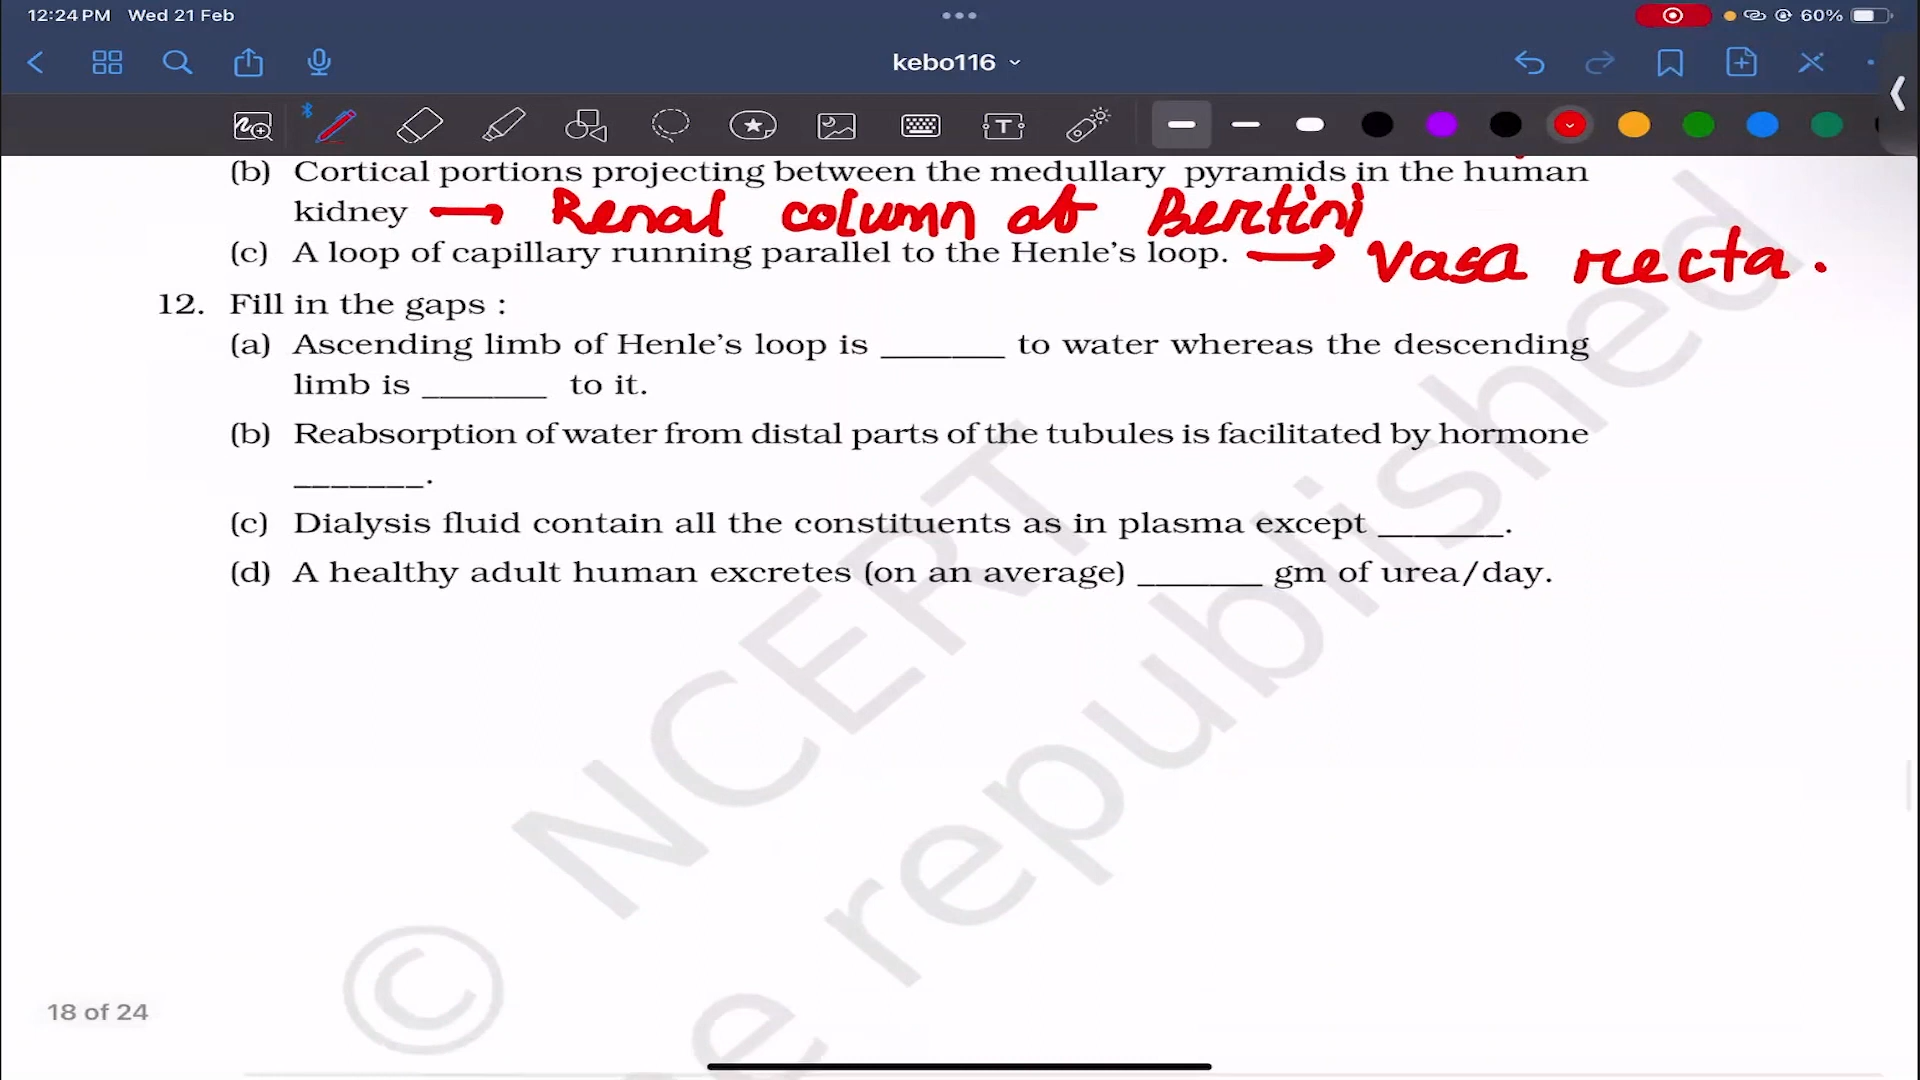 12:24 PM Wed 21 Feb
60%
kebo116
T
(b) Cortical portions projecting between the medullary pyramids in the human
kidney → Renal column of Bertini
(c) A loop of capillary running parallel to the Henle's loop. → Vasa recta.
12. Fill in the gaps :
(a) Ascending limb of Henle's loop is _______ to water whereas the descending
limb is _______ to it.
(b) Reabsorption of water from distal parts of the tubules is facilitated by hormone
_______.
(c) Dialysis fluid contain all the constituents as in plasma except _______.
(d) A healthy adult human excretes (on an average) _______ gm of urea/day.
© NCERT
e republished
18 of 24